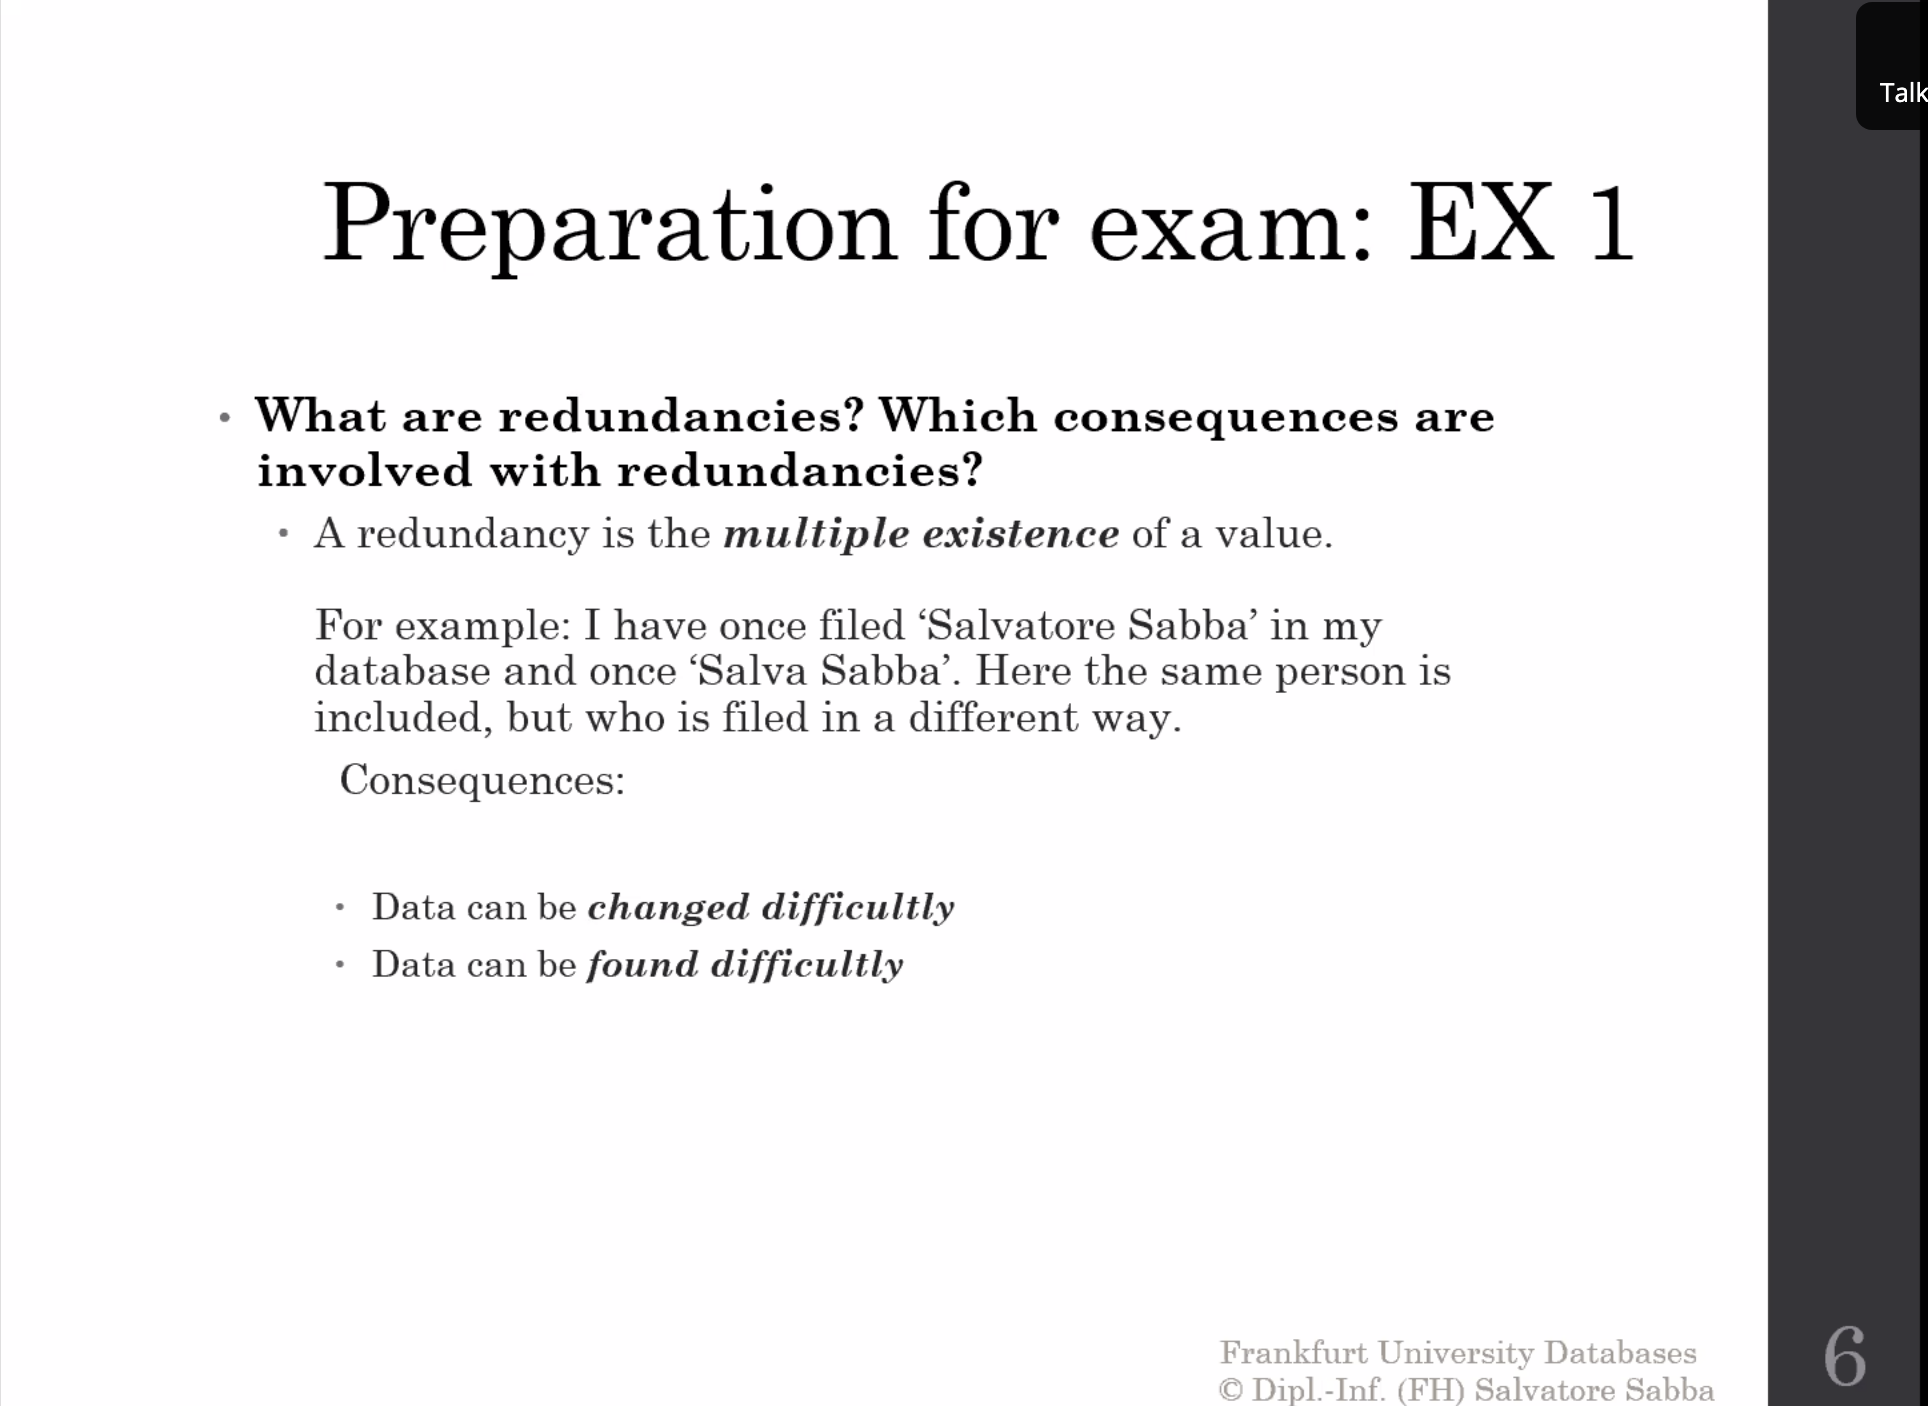 Talk
Preparation for exam: EX 1
• What are redundancies? Which consequences are
involved with redundancies?
• A redundancy is the multiple existence of a value.
For example: I have once filed ‘Salvatore Sabba’ in my
database and once ‘Salva Sabba’. Here the same person is
included, but who is filed in a different way.
Consequences:
• Data can be changed difficultly
• Data can be found difficultly
Frankfurt University Databases
© Dipl.-Inf. (FH) Salvatore Sabba
6